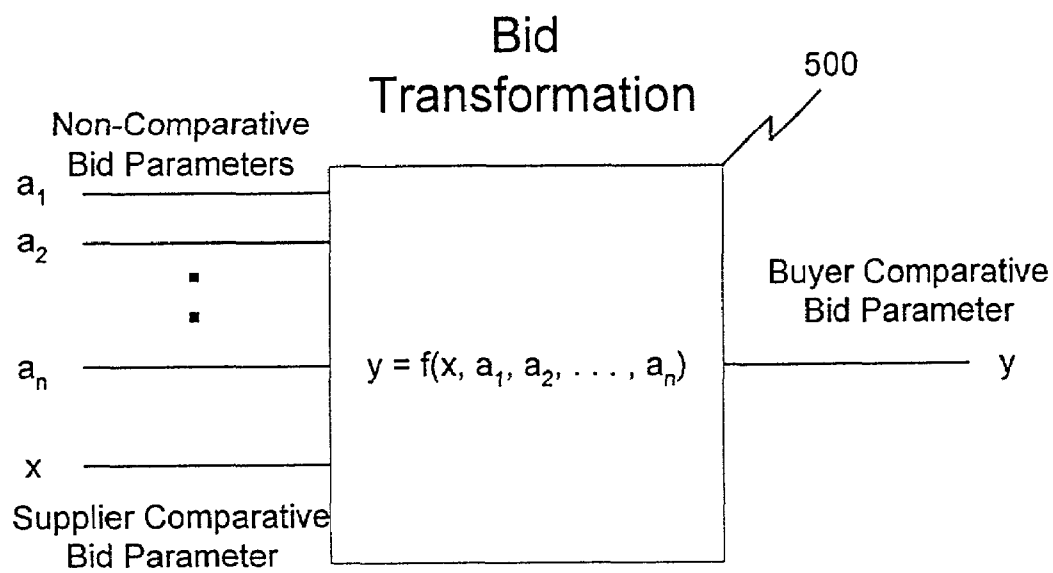 Bid
Transformation
500
Non-Comparative
Bid Parameters
a1
a2
an
x
Supplier Comparative
Bid Parameter
y = f(x, a1, a2, . . . , an)
Buyer Comparative
Bid Parameter
y